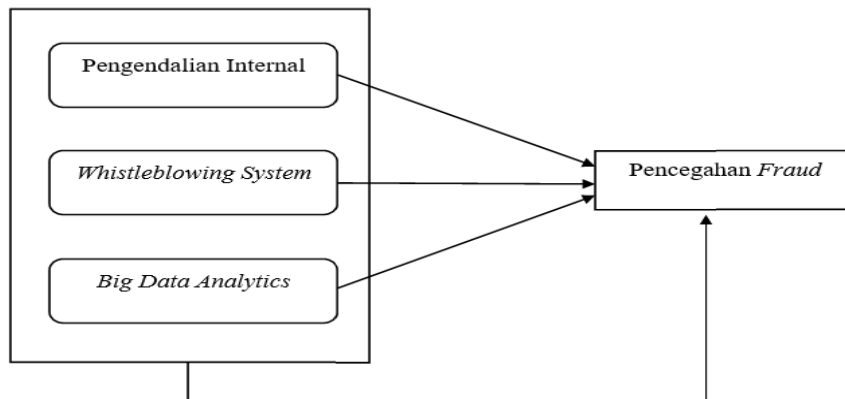 Pengendalian Internal
Whistleblowing System
Pencegahan Fraud
Big Data Analytics